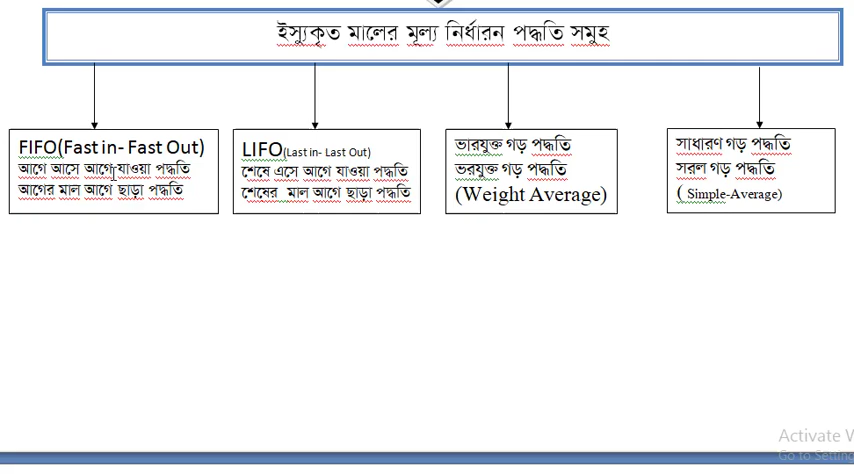 ইস্যুকৃত মালের মূল্য নির্ধারন পদ্ধতি সমুহ
FIFO(Fast in- Fast Out)
আগে আসে আগে যাওয়া পদ্ধতি
আগের মাল আগে ছাড়া পদ্ধতি
LIFO(Last in- Last Out)
শেষে এসে আগে যাওয়া পদ্ধতি
শেষের মাল আগে ছাড়া পদ্ধতি
ভারযুক্ত গড় পদ্ধতি
ভরযুক্ত গড় পদ্ধতি
(Weight Average)
সাধারণ গড় পদ্ধতি
সরল গড় পদ্ধতি
( Simple-Average)
Activate W
Go to Setting